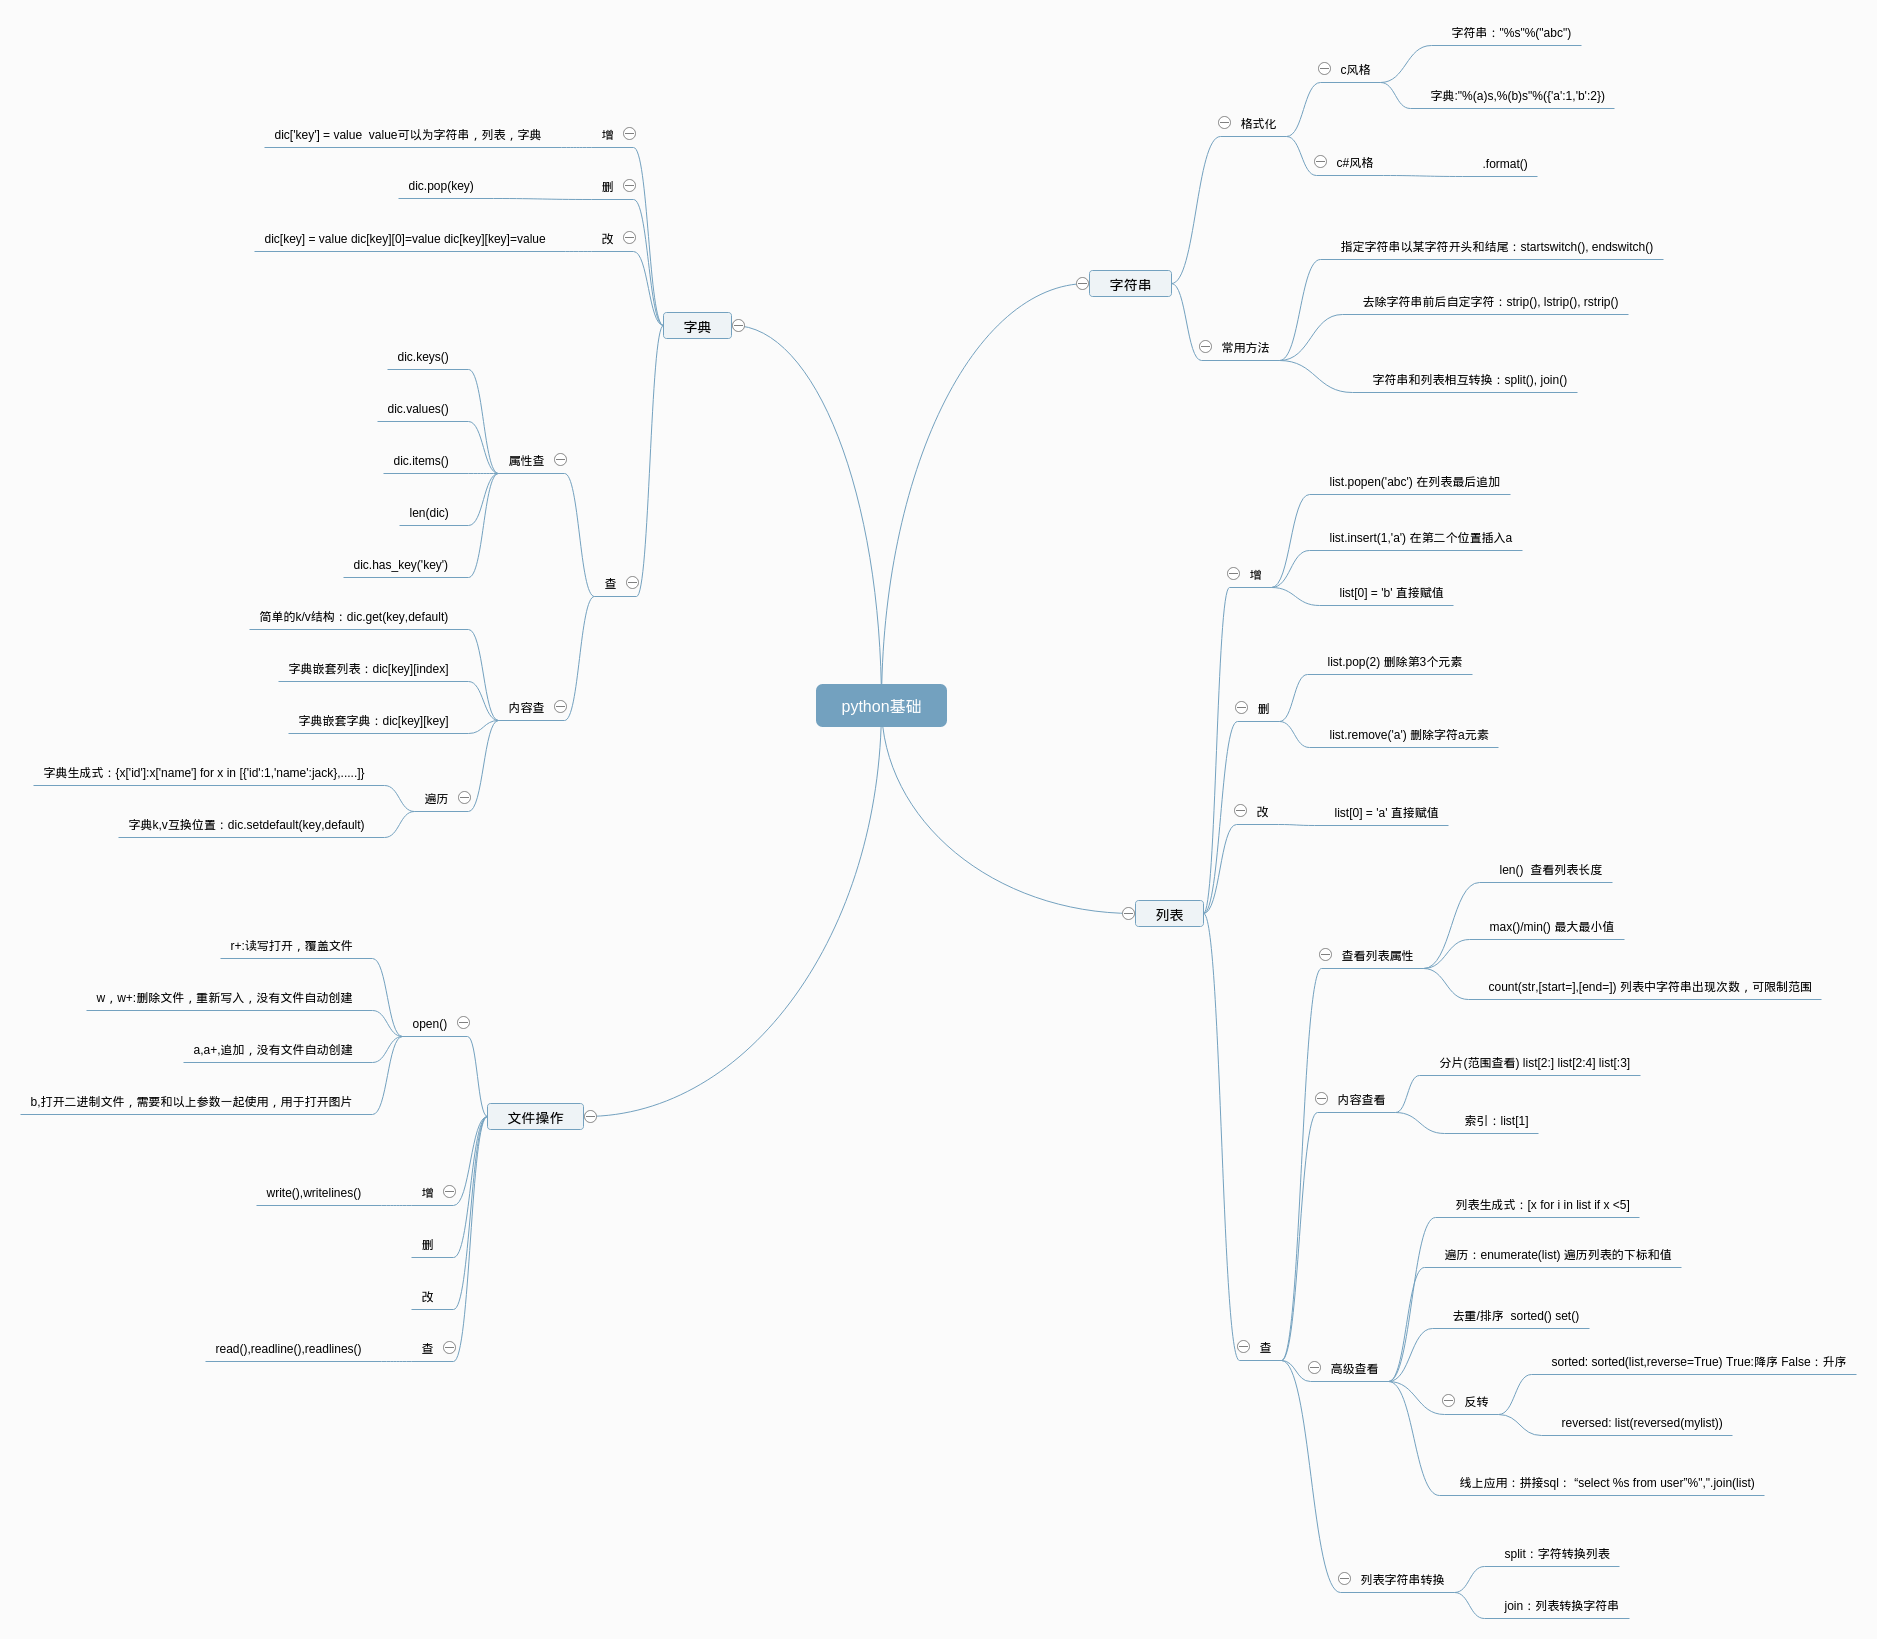 python基础
字符串
格式化
c风格
字符串："%s"%("abc")
字典:"%(a)s,%(b)s"%({'a':1,'b':2})
c#风格
.format()
常用方法
指定字符串以某字符开头和结尾：startswitch(), endswitch()
去除字符串前后自定字符：strip(), lstrip(), rstrip()
字符串和列表相互转换：split(), join()
列表
增
list.popen('abc') 在列表最后追加
list.insert(1,'a') 在第二个位置插入a
list[0] = 'b' 直接赋值
删
list.pop(2) 删除第3个元素
list.remove('a') 删除字符a元素
改
list[0] = 'a' 直接赋值
查
查看列表属性
len()  查看列表长度
max()/min() 最大最小值
count(str,[start=],[end=]) 列表中字符串出现次数，可限制范围
内容查看
分片(范围查看) list[2:] list[2:4] list[:3]
索引：list[1]
高级查看
列表生成式：[x for i in list if x <5]
遍历：enumerate(list) 遍历列表的下标和值
去重/排序  sorted() set()
反转
sorted: sorted(list,reverse=True) True:降序 False：升序
reversed: list(reversed(mylist))
线上应用：拼接sql： “select %s from user”%",".join(list)
列表字符串转换
split：字符转换列表
join：列表转换字符串
字典
增
dic['key'] = value  value可以为字符串，列表，字典
删
dic.pop(key)
改
dic[key] = value dic[key][0]=value dic[key][key]=value
查
属性查
dic.keys()
dic.values()
dic.items()
len(dic)
dic.has_key('key')
内容查
简单的k/v结构：dic.get(key,default)
字典嵌套列表：dic[key][index]
字典嵌套字典：dic[key][key]
遍历
字典生成式：{x['id']:x['name'] for x in [{'id':1,'name':jack},.....]}
字典k,v互换位置：dic.setdefault(key,default)
文件操作
open()
r+:读写打开，覆盖文件
w，w+:删除文件，重新写入，没有文件自动创建
a,a+,追加，没有文件自动创建
b,打开二进制文件，需要和以上参数一起使用，用于打开图片
增
write(),writelines()
删
改
查
read(),readline(),readlines()